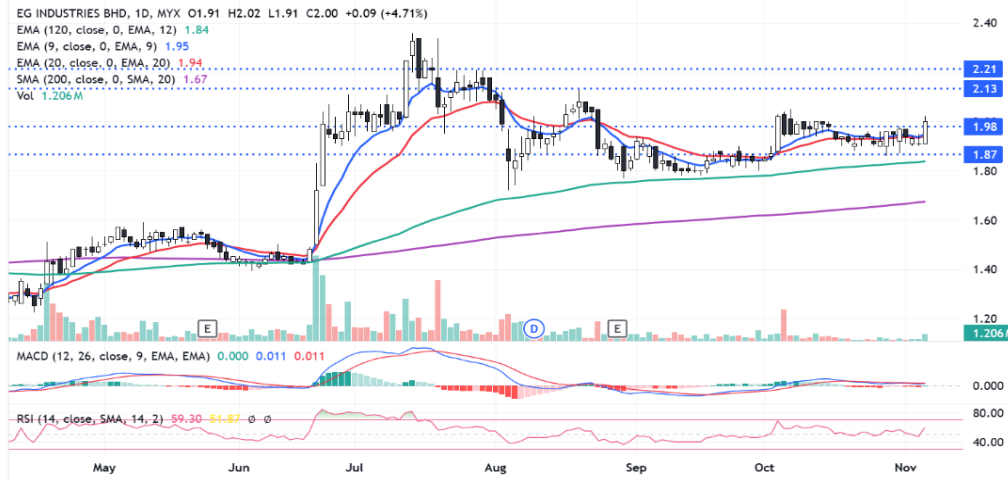 EG INDUSTRIES BHD, 1D, MYX O1.91 H2.02 L1.91 C2.00 +0.09 (+4.71%)
EMA (120, close, 0, EMA, 12) 1.84
EMA (9, close, 0, EMA, 9) 1.95
EMA (20, close, 0, EMA, 20) 1.94
SMA (200, close, 0, SMA, 20) 1.67
Vol 1.206 M
2.40
2.21
2.13
1.98
1.87
1.80
1.60
1.40
1.20
1.206M
E
D
E
MACD (12, 26, close, 9, EMA, EMA) 0.000 0.011 0.011
0.000
RSI (14, close, SMA, 14, 2) 59.30 51.87 ø ø
80.00
40.00
May Jun Jul Aug Sep Oct Nov